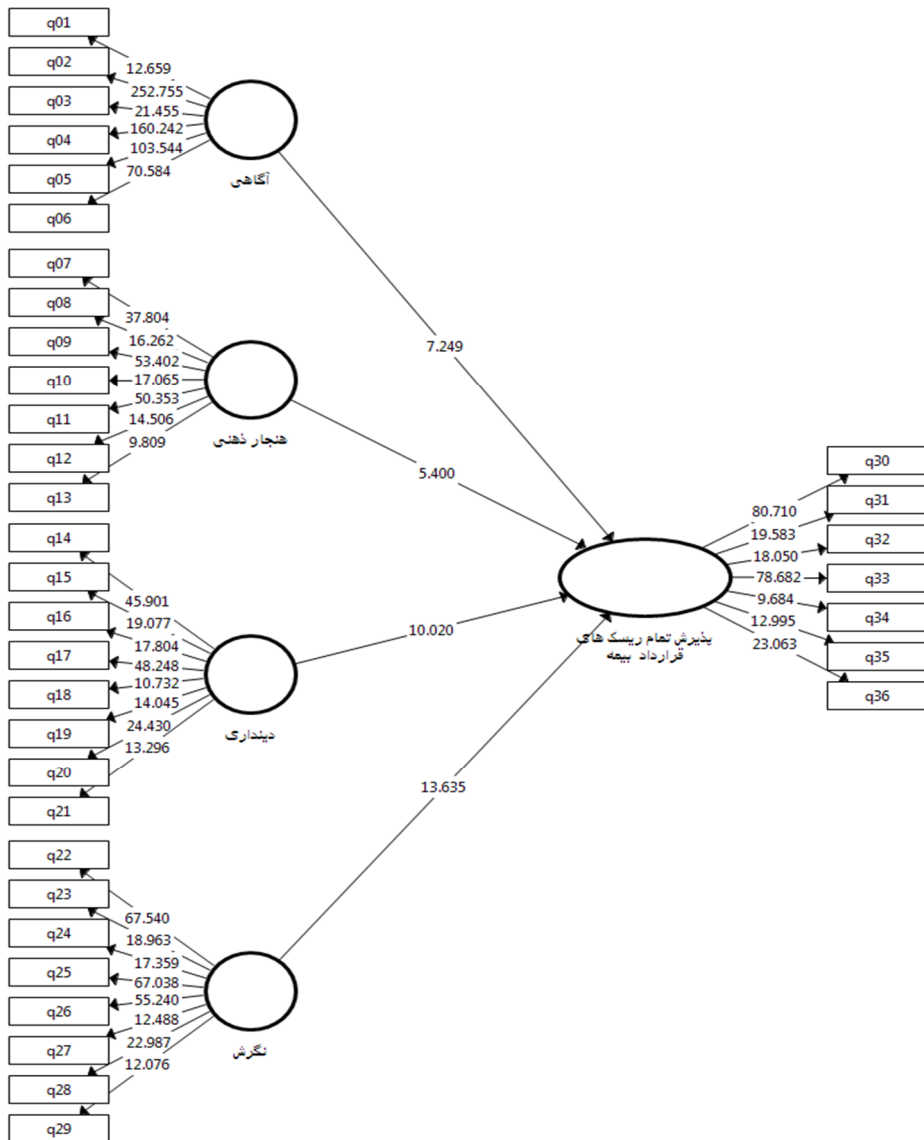 q01
q02
q03
q04
q05
q06
12.659
252.755
21.455
160.242
103.544
70.584
آگاهی
q07
q08
q09
q10
q11
q12
q13
37.804
16.262
53.402
17.065
50.353
14.506
9.809
هنجار ذهنی
q14
q15
q16
q17
q18
q19
q20
q21
45.901
19.077
17.804
48.248
10.732
14.045
24.430
13.296
دینداری
q22
q23
q24
q25
q26
q27
q28
q29
67.540
18.963
17.359
67.038
55.240
12.488
22.987
12.076
نگرش
7.249
5.400
10.020
13.635
پذیرش تمام ریسک های
قرارداد بیمه
80.710
19.583
18.050
78.682
9.684
12.995
23.063
q30
q31
q32
q33
q34
q35
q36